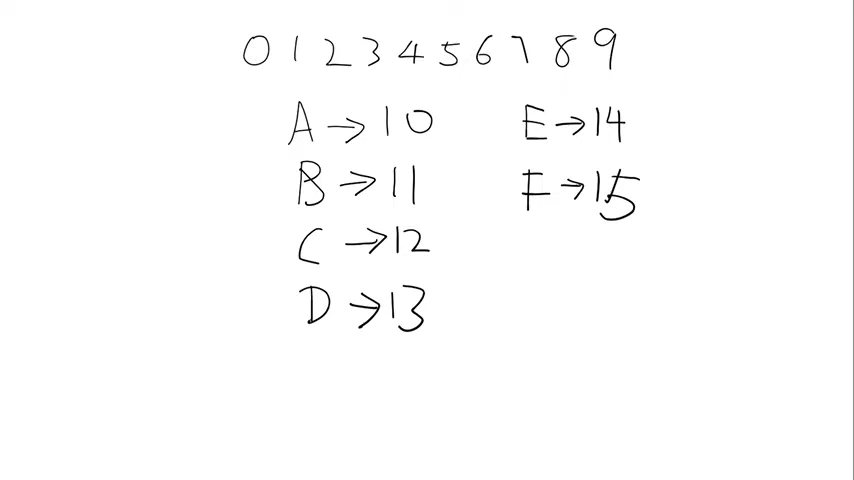 0 1 2 3 4 5 6 7 8 9
A → 10 E → 14
B → 11 F → 15
C → 12
D → 13